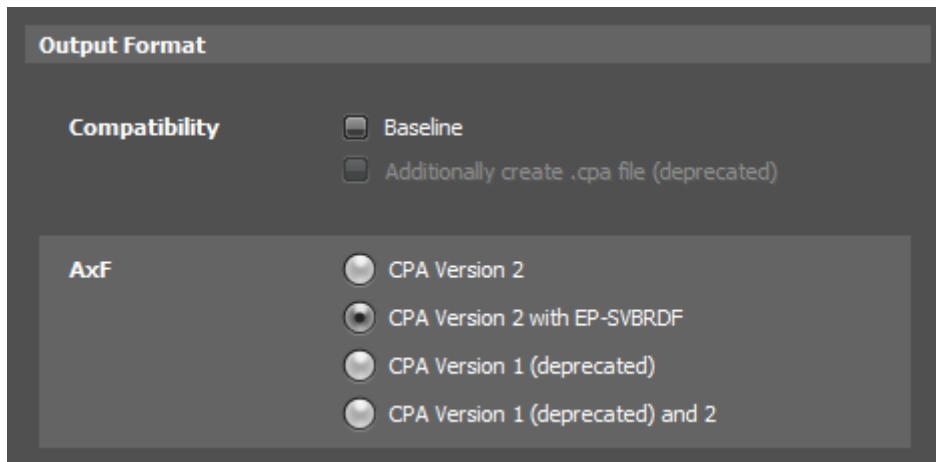 Output Format
Compatibility Baseline
Additionally create .cpa file (deprecated)
AxF CPA Version 2
CPA Version 2 with EP-SVBRDF
CPA Version 1 (deprecated)
CPA Version 1 (deprecated) and 2